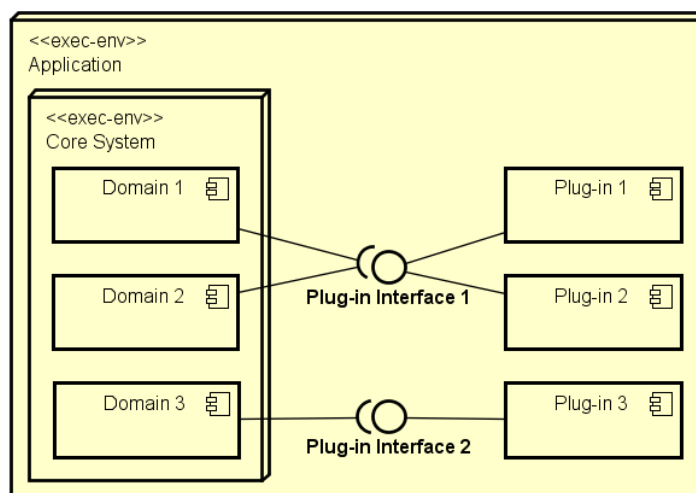 <<exec-env>>
Application
<<exec-env>>
Core System
Domain 1
Plug-in 1
Domain 2
Plug-in Interface 1
Plug-in 2
Domain 3
Plug-in 3
Plug-in Interface 2